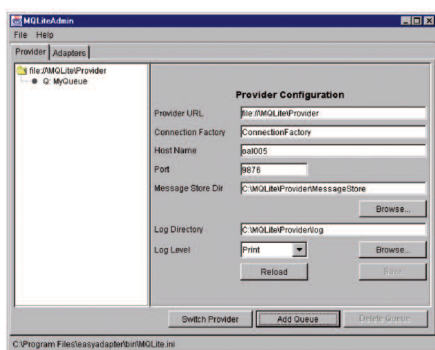 MQLiteAdmin
File Help
Provider Adapters
file://\MQLite\Provider
Q: MyQueue
Provider Configuration
Provider URL file://\MQLite\Provider
Connection Factory ConnectionFactory
Host Name oal005
Port 9876
Message Store Dir C:\MQLite\Provider\MessageStore
Browse...
Log Directory C:\MQLite\Provider\log
Log Level Print Browse...
Reload Save
Switch Provider Add Queue Delete Queue
C:\Program Files\easyadapter\bin\MQLite.ini